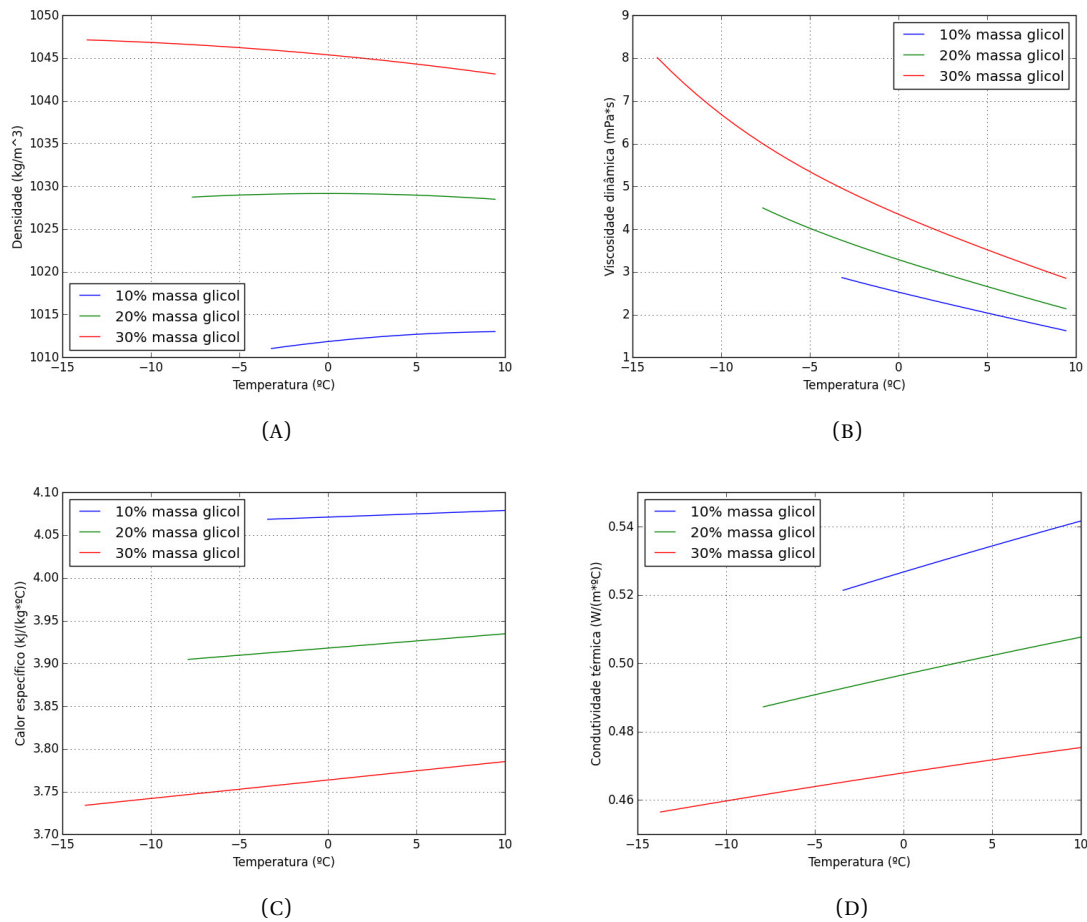 1050
1045
1040
1035
1030
1025
1020
1015
1010
Densidade (kg/m^3)
10% massa glicol
20% massa glicol
30% massa glicol
−15 −10 −5 0 5 10
Temperatura (ºC)
(A)
9
8
7
6
5
4
3
2
1
Viscosidade dinâmica (mPa*s)
10% massa glicol
20% massa glicol
30% massa glicol
−15 −10 −5 0 5 10
Temperatura (ºC)
(B)
4.10
4.05
4.00
3.95
3.90
3.85
3.80
3.75
3.70
Calor específico (kJ/(kg*ºC))
10% massa glicol
20% massa glicol
30% massa glicol
−15 −10 −5 0 5 10
Temperatura (ºC)
(C)
0.54
0.52
0.50
0.48
0.46
Condutividade térmica (W/(m*ºC))
10% massa glicol
20% massa glicol
30% massa glicol
−15 −10 −5 0 5 10
Temperatura (ºC)
(D)